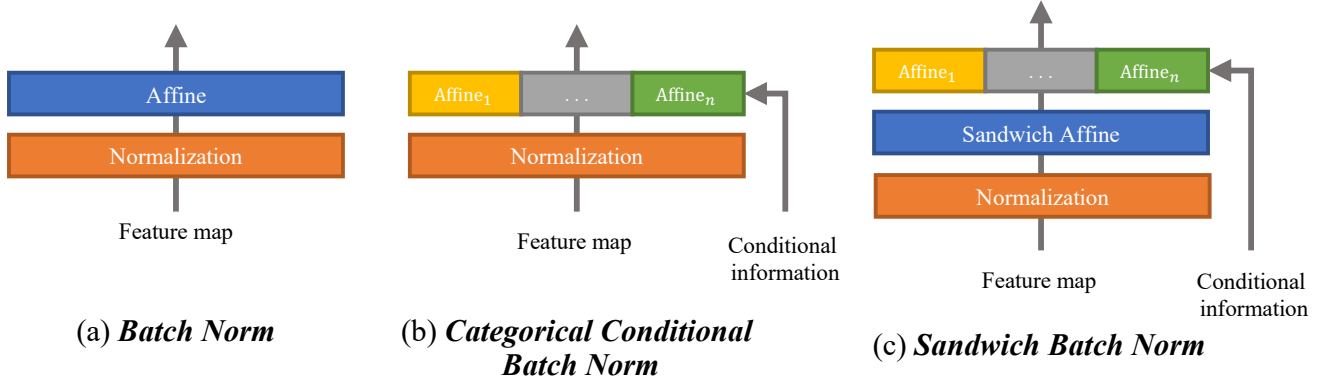 Affine
Normalization
Feature map
(a) Batch Norm
Affine₁
. . .
Affineₙ
Normalization
Feature map
Conditional
information
(b) Categorical Conditional
Batch Norm
Affine₁
. . .
Affineₙ
Sandwich Affine
Normalization
Feature map
Conditional
information
(c) Sandwich Batch Norm